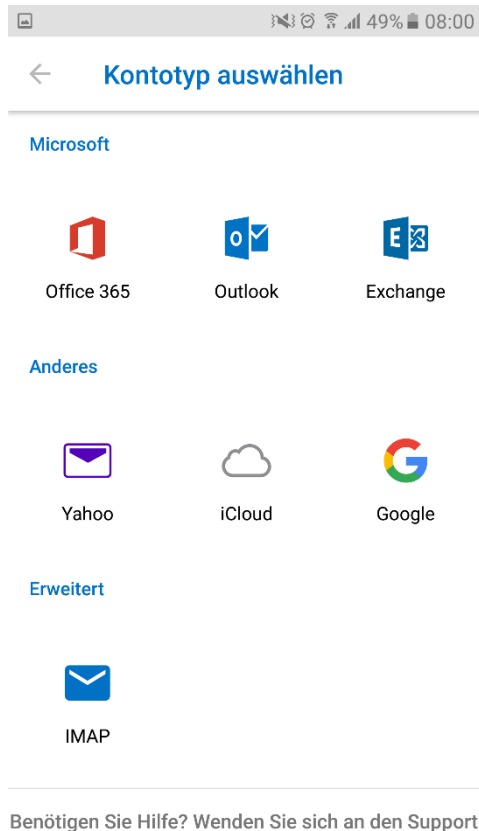 49% 08:00
Kontotyp auswählen
Microsoft
Office 365 Outlook Exchange
Anderes
Yahoo iCloud Google
Erweitert
IMAP
Benötigen Sie Hilfe? Wenden Sie sich an den Support